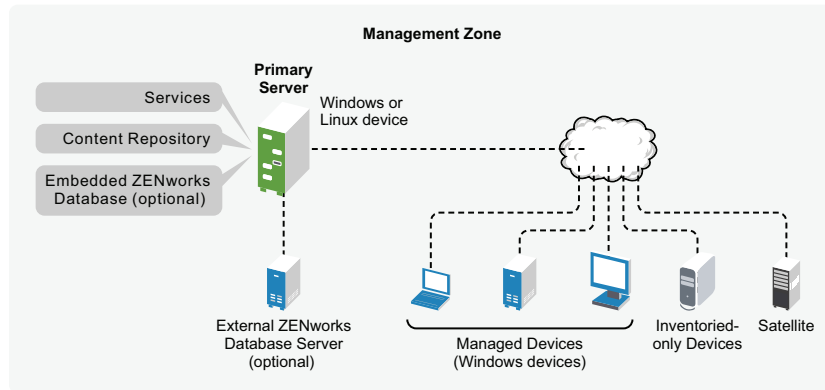 Management Zone
Primary
Server
Services
Content Repository
Embedded ZENworks
Database (optional)
Windows or
Linux device
External ZENworks
Database Server
(optional)
Managed Devices
(Windows devices)
Inventoried-
only Devices
Satellite